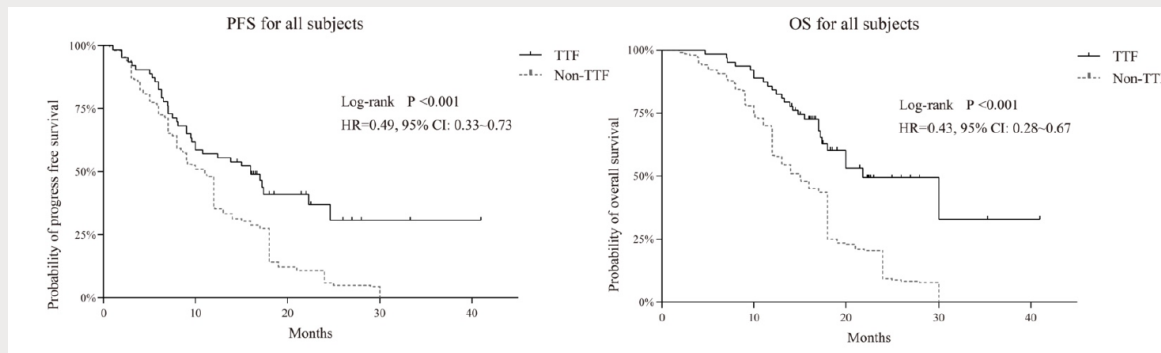 PFS for all subjects
100%
75%
50%
25%
0%
Probability of progress free survival
0 10 20 30 40
Months
TTF
Non-TTF
Log-rank P <0.001
HR=0.49, 95% CI: 0.33~0.73
OS for all subjects
100%
75%
50%
25%
0%
Probability of overall survival
0 10 20 30 40
Months
TTF
Non-TT
Log-rank P <0.001
HR=0.43, 95% CI: 0.28~0.67